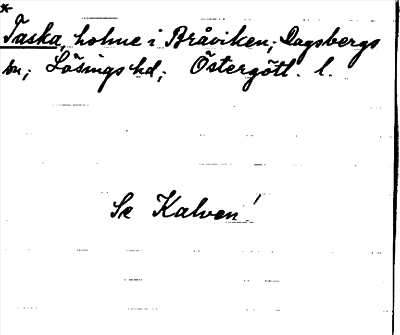 *
Taska, holme i Bråviken; Dagsbergs
sn; Lösings hd; Östergötl. l.
Se Kalven!